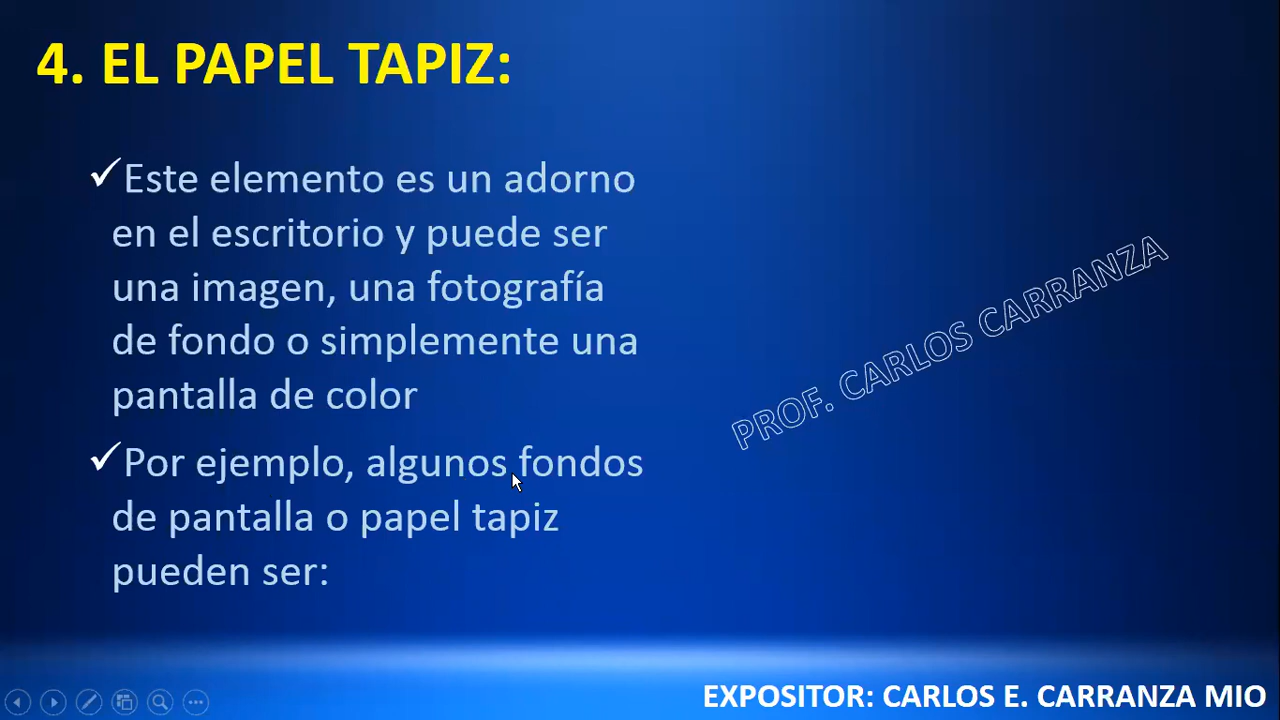 4. EL PAPEL TAPIZ:
✓Este elemento es un adorno
en el escritorio y puede ser
una imagen, una fotografía
de fondo o simplemente una
pantalla de color
✓Por ejemplo, algunos fondos
de pantalla o papel tapiz
pueden ser:
PROF. CARLOS CARRANZA
EXPOSITOR: CARLOS E. CARRANZA MIO